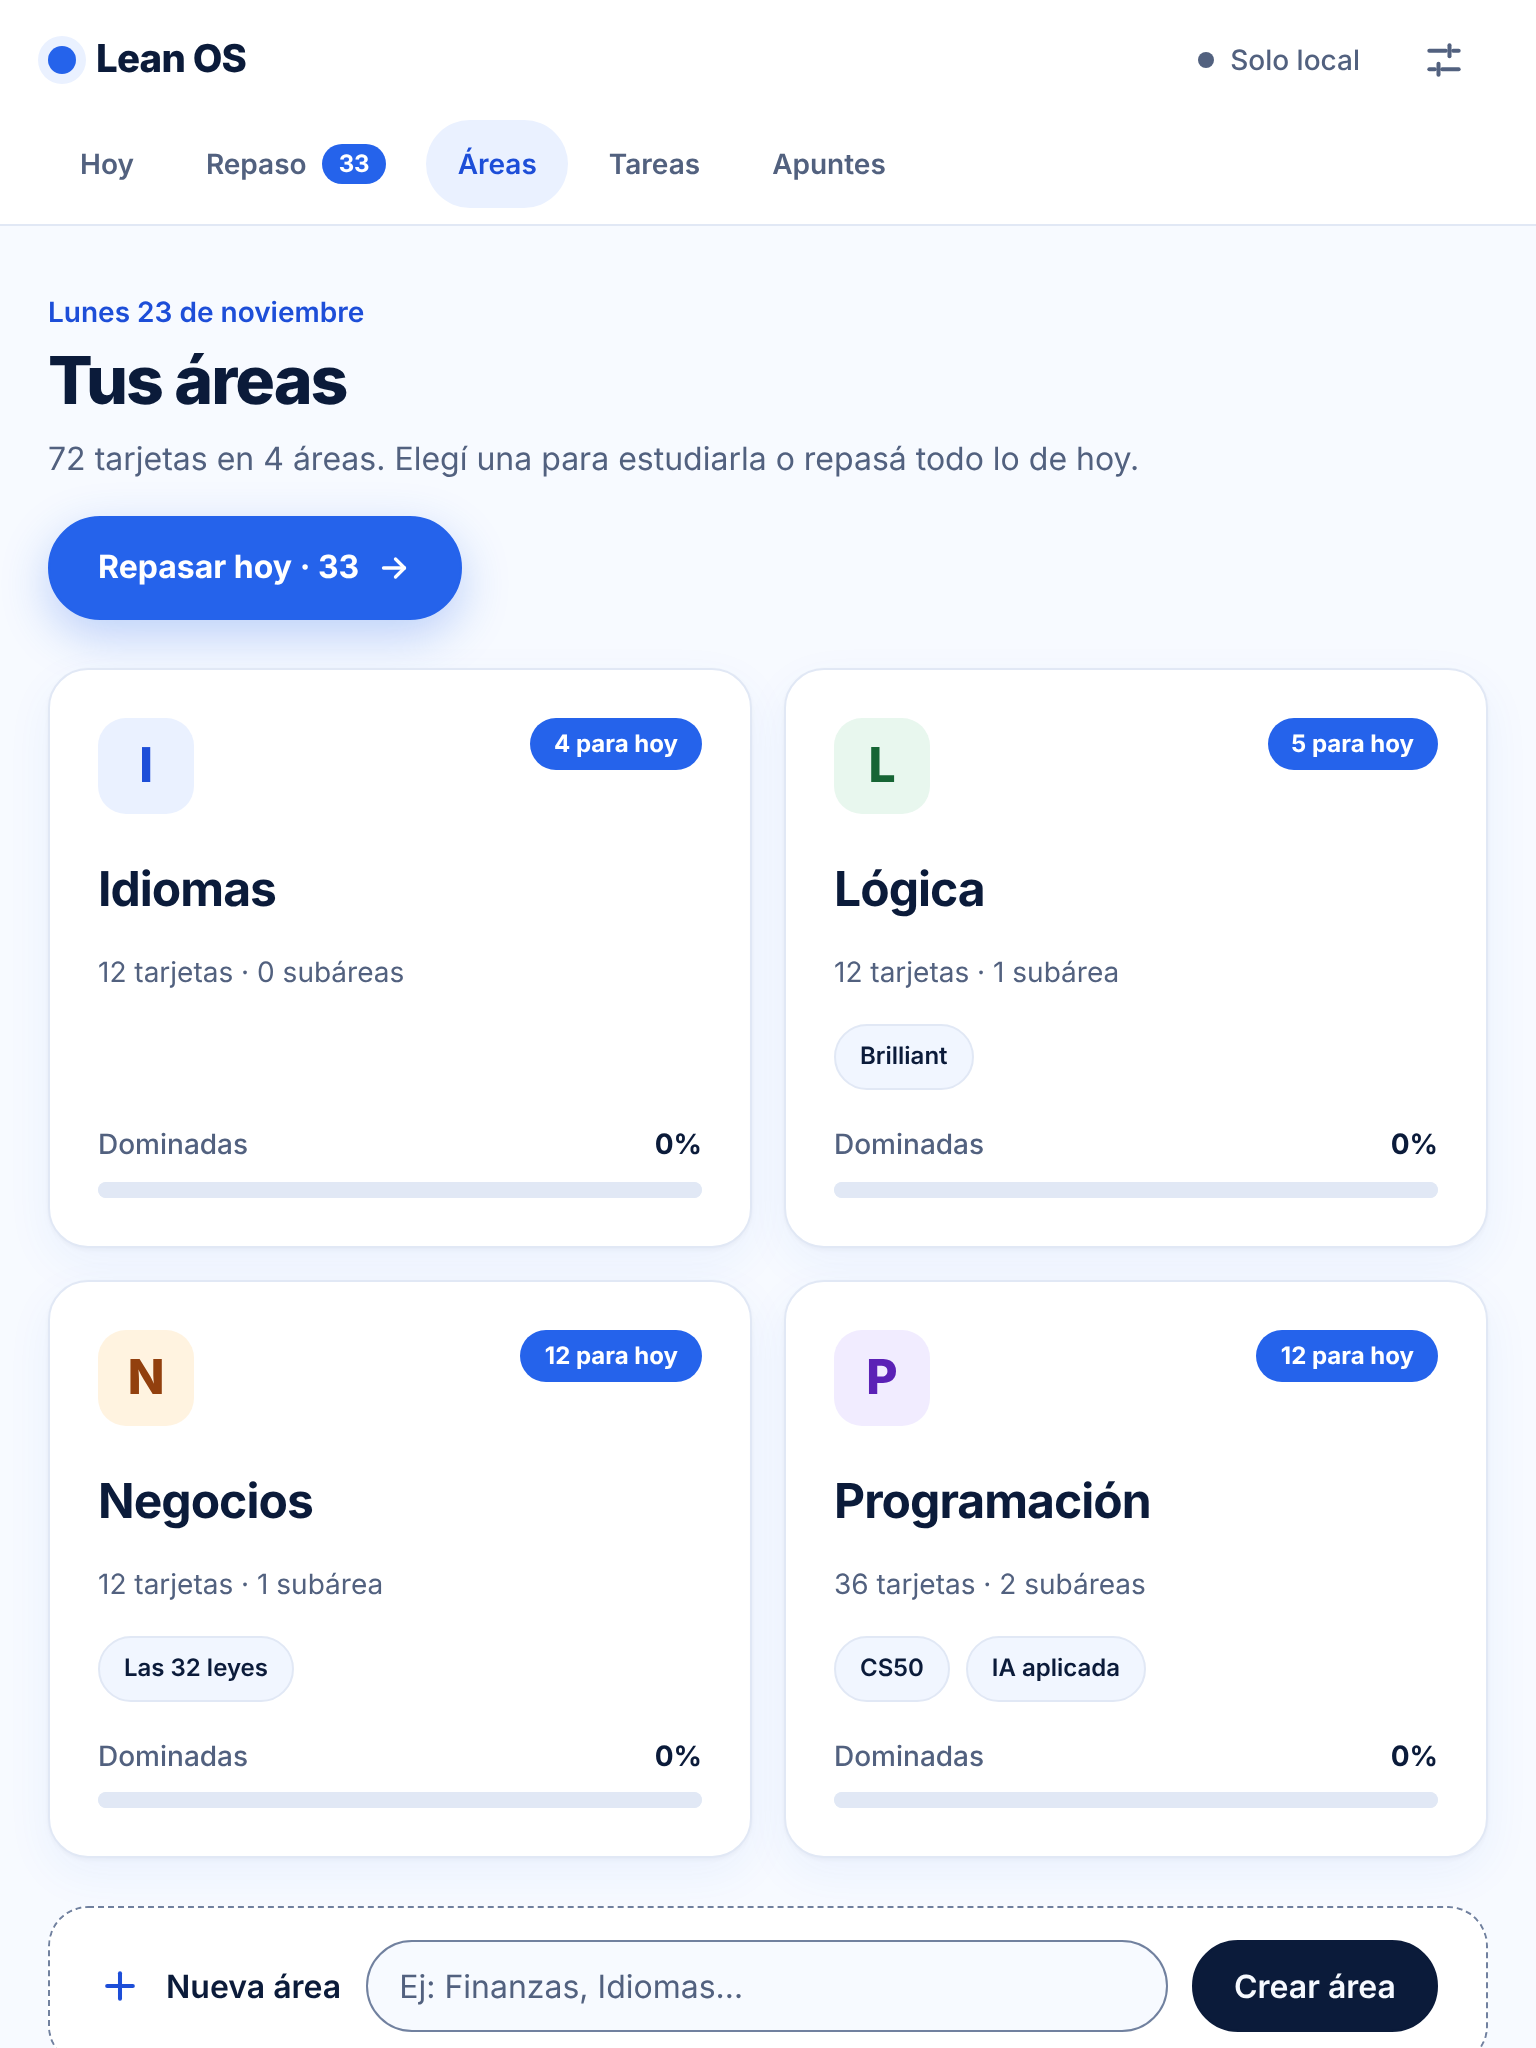 Lean OS
Solo local
Hoy
Repaso 33
Áreas
Tareas
Apuntes
Lunes 23 de noviembre
Tus áreas
72 tarjetas en 4 áreas. Elegí una para estudiarla o repasá todo lo de hoy.
Repasar hoy · 33 →
I
4 para hoy
Idiomas
12 tarjetas · 0 subáreas
Dominadas 0%
L
5 para hoy
Lógica
12 tarjetas · 1 subárea
Brilliant
Dominadas 0%
N
12 para hoy
Negocios
12 tarjetas · 1 subárea
Las 32 leyes
Dominadas 0%
P
12 para hoy
Programación
36 tarjetas · 2 subáreas
CS50
IA aplicada
Dominadas 0%
+ Nueva área
Ej: Finanzas, Idiomas...
Crear área